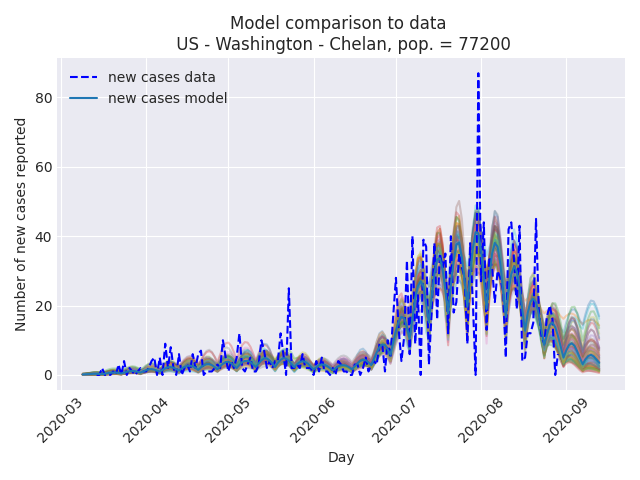 Model comparison to data
US - Washington - Chelan, pop. = 77200
new cases data
new cases model
Number of new cases reported
80
60
40
20
0
2020-03
2020-04
2020-05
2020-06
2020-07
2020-08
2020-09
Day